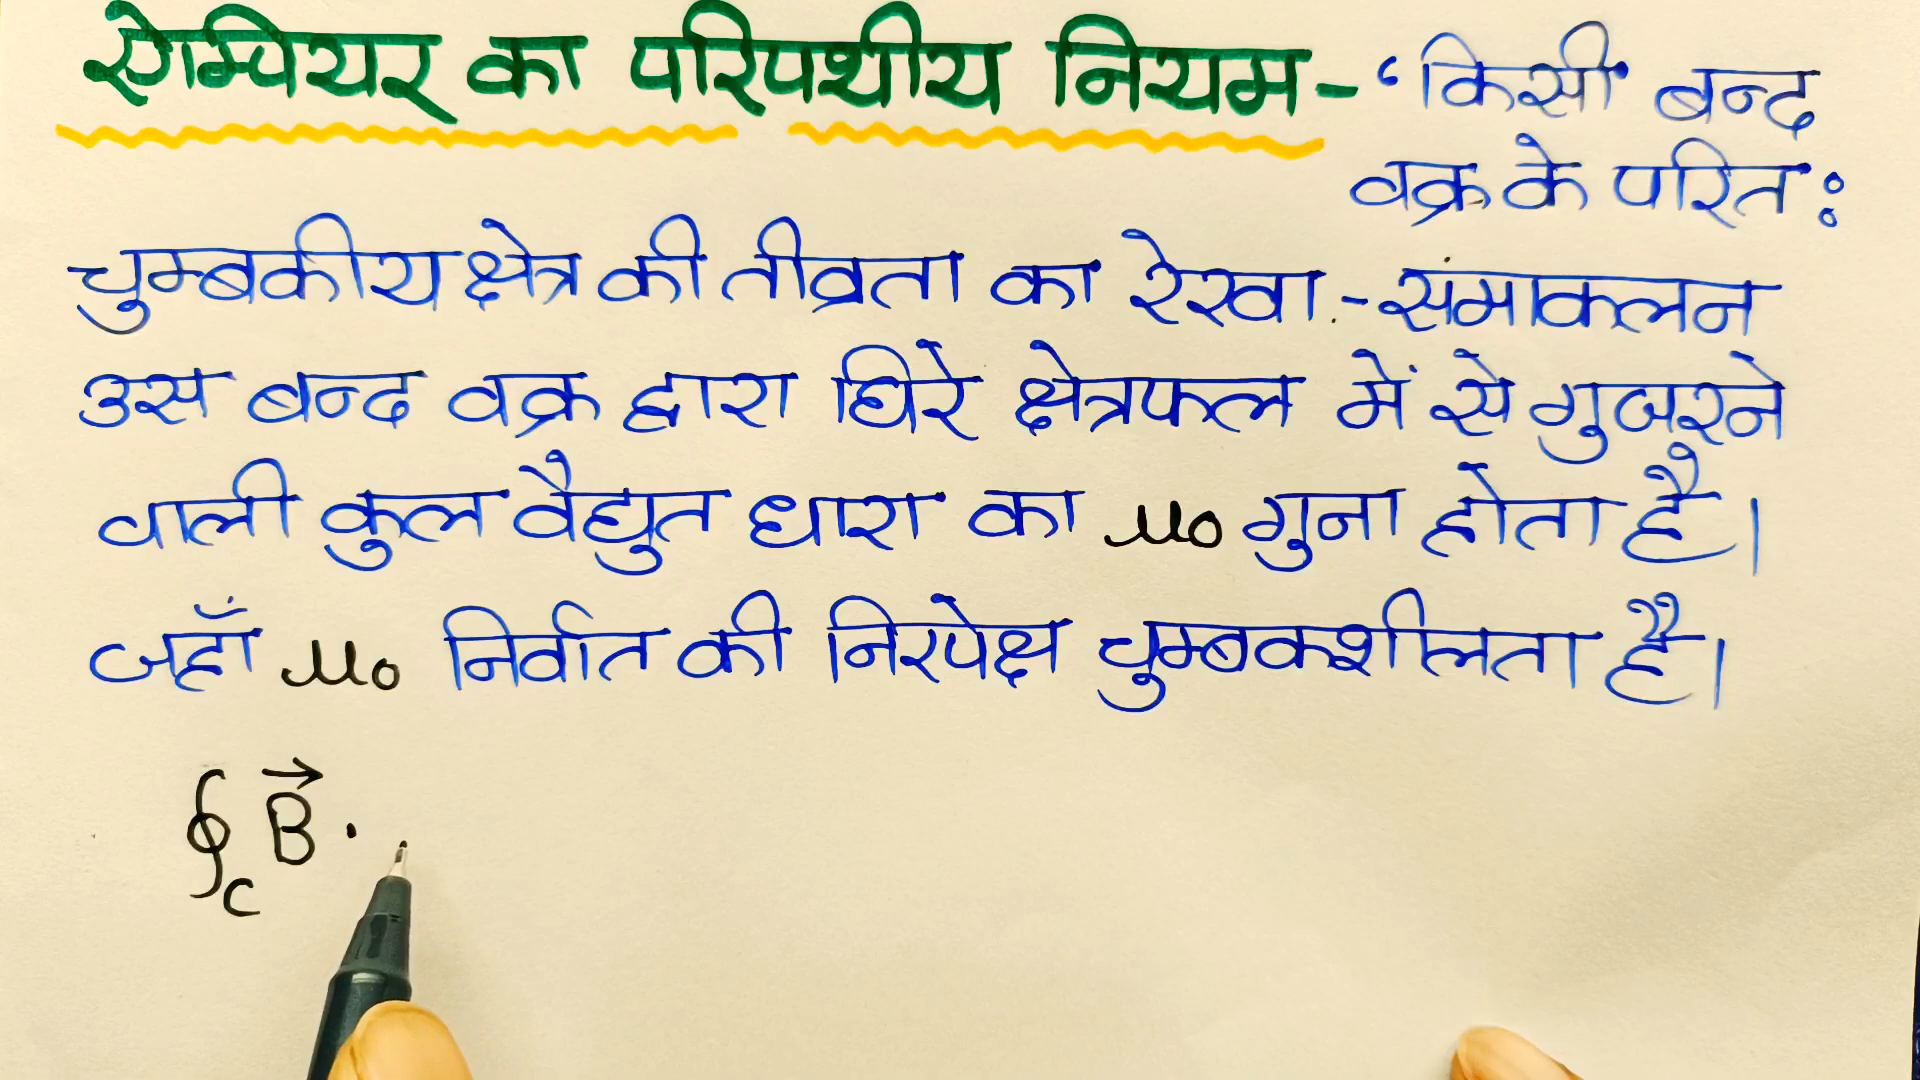 ऐम्पियर का परिपथीय नियम - ‘किसी बन्द
वक्र के परितः
चुम्बकीय क्षेत्र की तीव्रता का रेखा - संमाकलन
उस बन्द वक्र द्वारा घिरे क्षेत्रफल में से गुजरने
वाली कुल वैद्युत धारा का μ₀ गुना होता है।
जहाँ μ₀ निर्वात की निरपेक्ष चुम्बकशीलता है।
∮c B⃗ ·